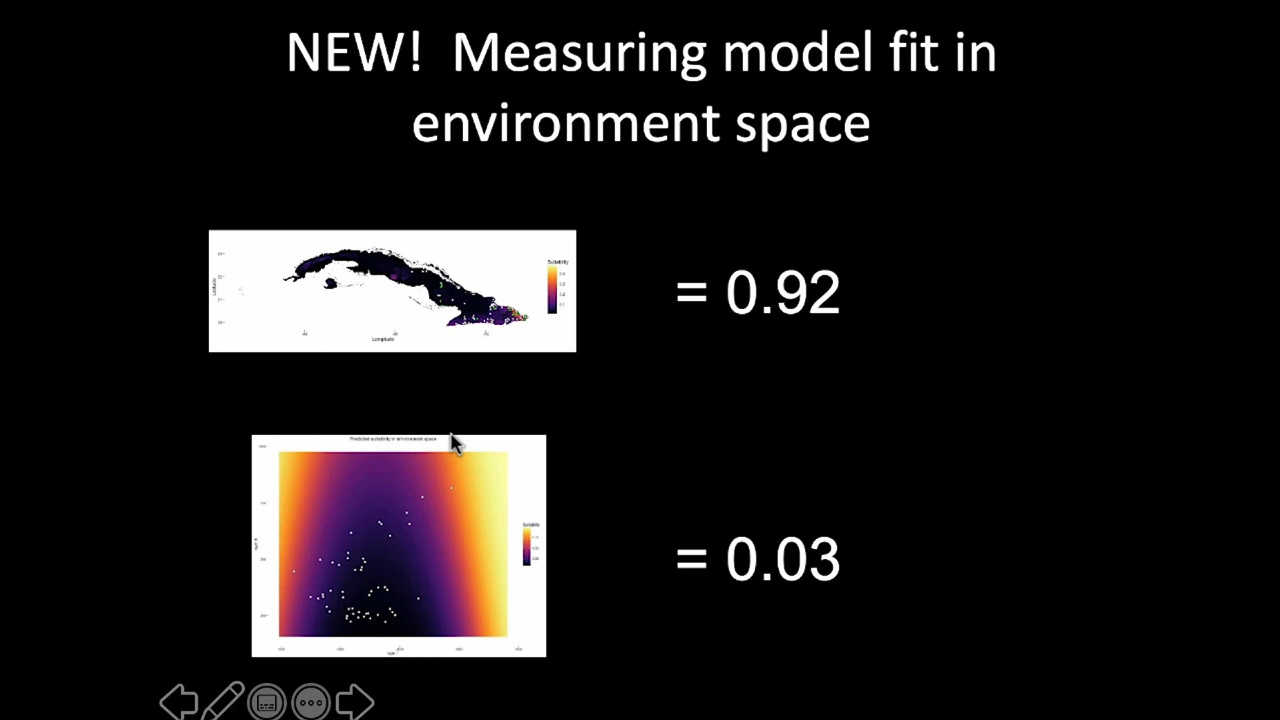 NEW!  Measuring model fit in
environment space
Suitability
Latitude
Longitude
= 0.92
Predicted suitability in environment space
Suitability
= 0.03